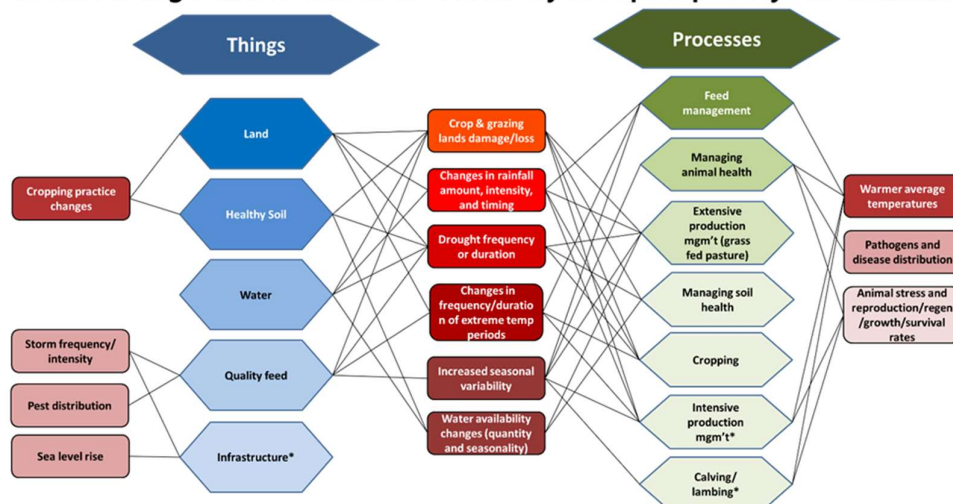 Things
Processes
Land
Healthy Soil
Water
Quality feed
Infrastructure*
Cropping practice
changes
Storm frequency/
intensity
Pest distribution
Sea level rise
Crop & grazing
lands damage/loss
Changes in rainfall
amount, intensity,
and timing
Drought frequency
or duration
Changes in
frequency/duratio
n of extreme temp
periods
Increased seasonal
variability
Water availability
changes (quantity
and seasonality)
Feed
management
Managing
animal health
Extensive
production
mgm't (grass
fed pasture)
Managing soil
health
Cropping
Intensive
production
mgm't*
Calving/
lambing*
Warmer average
temperatures
Pathogens and
disease distribution
Animal stress and
reproduction/regen
/growth/survival
rates